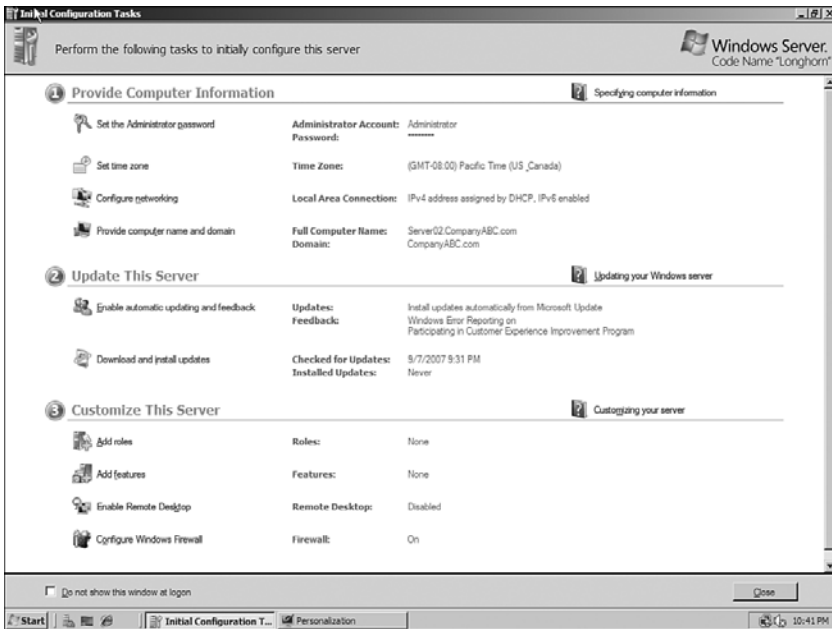 Initial Configuration Tasks
Perform the following tasks to initially configure this server
Windows Server.
Code Name "Longhorn"
1 Provide Computer Information
Specifying computer information
Set the Administrator password
Administrator Account: Administrator
Password: ********
Set time zone
Time Zone: (GMT-08:00) Pacific Time (US _Canada)
Configure networking
Local Area Connection: IPv4 address assigned by DHCP, IPv6 enabled
Provide computer name and domain
Full Computer Name: Server02.CompanyABC.com
Domain: CompanyABC.com
2 Update This Server
Updating your Windows server
Enable automatic updating and feedback
Updates: Install updates automatically from Microsoft Update
Feedback: Windows Error Reporting on
Participating in Customer Experience Improvement Program
Download and install updates
Checked for Updates: 9/7/2007 9:31 PM
Installed Updates: Never
3 Customize This Server
Customizing your server
Add roles
Roles: None
Add features
Features: None
Enable Remote Desktop
Remote Desktop: Disabled
Configure Windows Firewall
Firewall: On
Do not show this window at logon
Close
Start
Initial Configuration T...
Personalization
10:41 PM